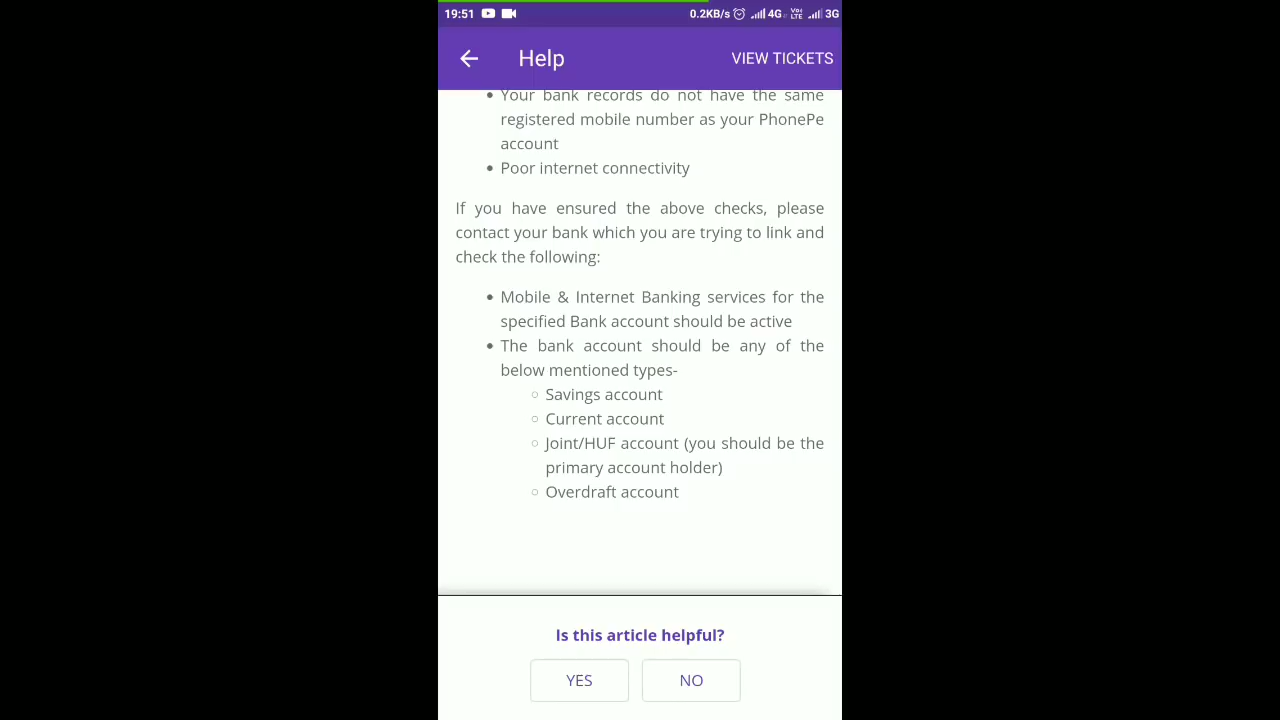 19:51 0.2KB/s 4G VoLTE 3G
Help VIEW TICKETS
Your bank records do not have the same
registered mobile number as your PhonePe
account
Poor internet connectivity
If you have ensured the above checks, please
contact your bank which you are trying to link and
check the following:
Mobile & Internet Banking services for the
specified Bank account should be active
The bank account should be any of the
below mentioned types-
Savings account
Current account
Joint/HUF account (you should be the
primary account holder)
Overdraft account
Is this article helpful?
YES NO